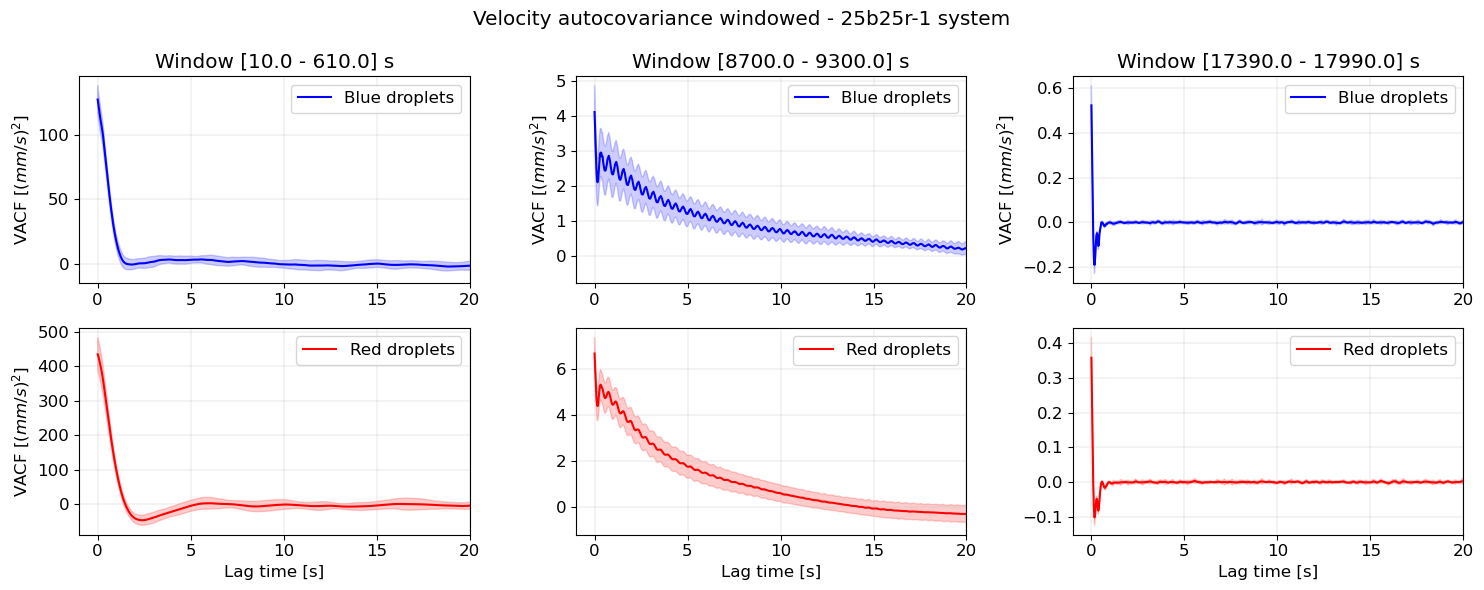 Velocity autocovariance windowed - 25b25r-1 system
Window [10.0 - 610.0] s
VACF [(mm/s)²]
100
50
0
0 5 10 15 20
Blue droplets
Window [8700.0 - 9300.0] s
VACF [(mm/s)²]
5
4
3
2
1
0
0 5 10 15 20
Blue droplets
Window [17390.0 - 17990.0] s
VACF [(mm/s)²]
0.6
0.4
0.2
0.0
−0.2
0 5 10 15 20
Blue droplets
VACF [(mm/s)²]
500
400
300
200
100
0
0 5 10 15 20
Lag time [s]
Red droplets
6
4
2
0
0 5 10 15 20
Lag time [s]
Red droplets
0.4
0.3
0.2
0.1
0.0
−0.1
0 5 10 15 20
Lag time [s]
Red droplets